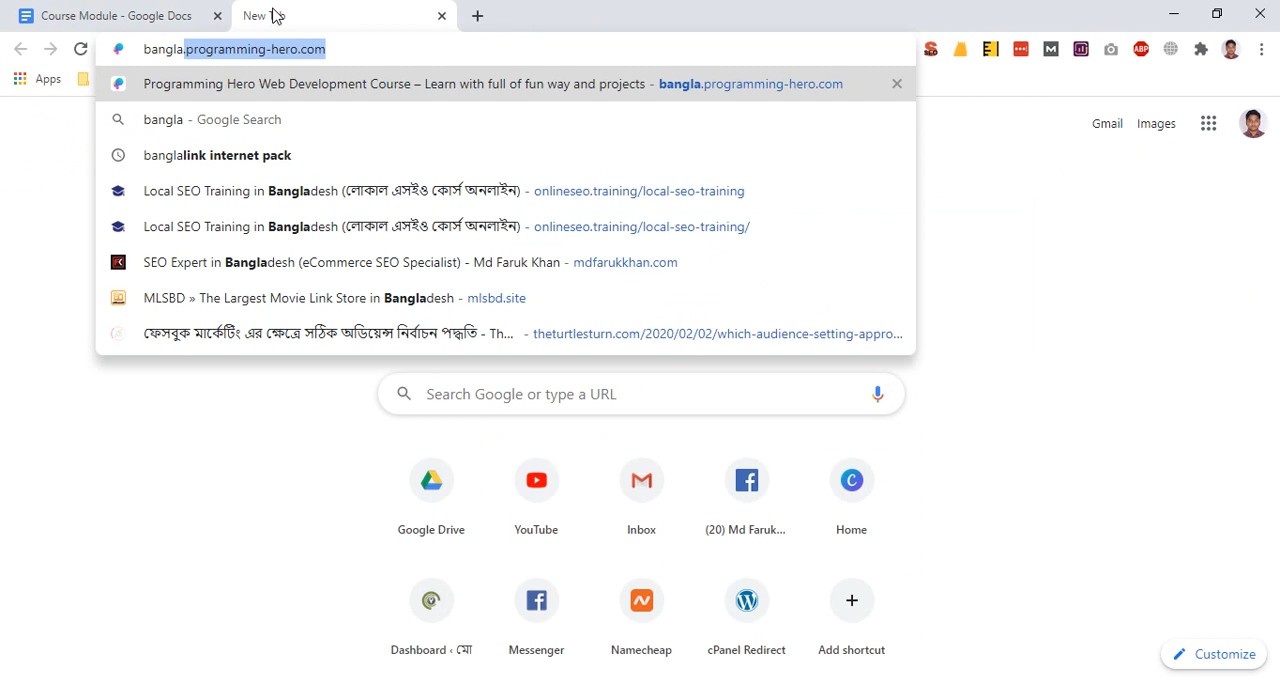 Course Module - Google Docs
New
bangla.programming-hero.com
SEO
M
ABP
Apps
Programming Hero Web Development Course – Learn with full of fun way and projects - bangla.programming-hero.com
bangla - Google Search
banglalink internet pack
Local SEO Training in Bangladesh (লোকাল এসইও কোর্স অনলাইন) - onlineseo.training/local-seo-training
Local SEO Training in Bangladesh (লোকাল এসইও কোর্স অনলাইন) - onlineseo.training/local-seo-training/
SEO Expert in Bangladesh (eCommerce SEO Specialist) - Md Faruk Khan - mdfarukkhan.com
MLSBD » The Largest Movie Link Store in Bangladesh - mlsbd.site
ফেসবুক মার্কেটিং এর ক্ষেত্রে সঠিক অডিয়েন্স নির্বাচন পদ্ধতি - Th... - theturtlesturn.com/2020/02/02/which-audience-setting-appro...
Gmail Images
Search Google or type a URL
Google Drive YouTube Inbox (20) Md Faruk... Home
Dashboard ‹ মো Messenger Namecheap cPanel Redirect Add shortcut
Customize